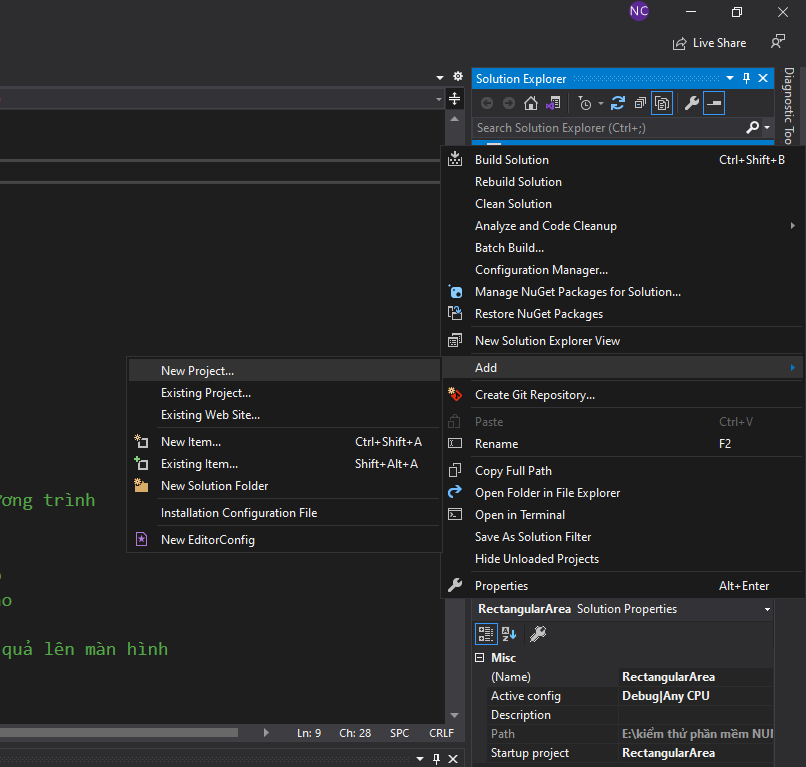 NC
Live Share
Solution Explorer
Search Solution Explorer (Ctrl+;)
Diagnostic
Build Solution Ctrl+Shift+B
Rebuild Solution
Clean Solution
Analyze and Code Cleanup
Batch Build...
Configuration Manager...
Manage NuGet Packages for Solution...
Restore NuGet Packages
New Solution Explorer View
Add
New Project...
Existing Project...
Existing Web Site...
New Item... Ctrl+Shift+A
Existing Item... Shift+Alt+A
New Solution Folder
Installation Configuration File
New EditorConfig
Create Git Repository...
Paste Ctrl+V
Rename F2
Copy Full Path
Open Folder in File Explorer
Open in Terminal
Save As Solution Filter
Hide Unloaded Projects
Properties Alt+Enter
ương trình
quả lên màn hình
RectangularArea Solution Properties
Misc
(Name) RectangularArea
Active config Debug|Any CPU
Description
Path E:\kiểm thử phần mềm NUN
Startup project RectangularArea
Ln: 9 Ch: 28 SPC CRLF